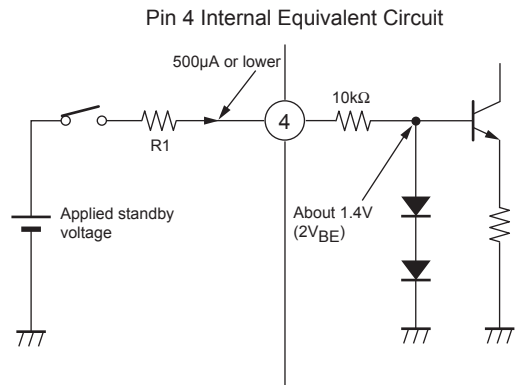 Pin 4 Internal Equivalent Circuit
500µA or lower
10kΩ
4
R1
Applied standby
voltage
About 1.4V
(2VBE)